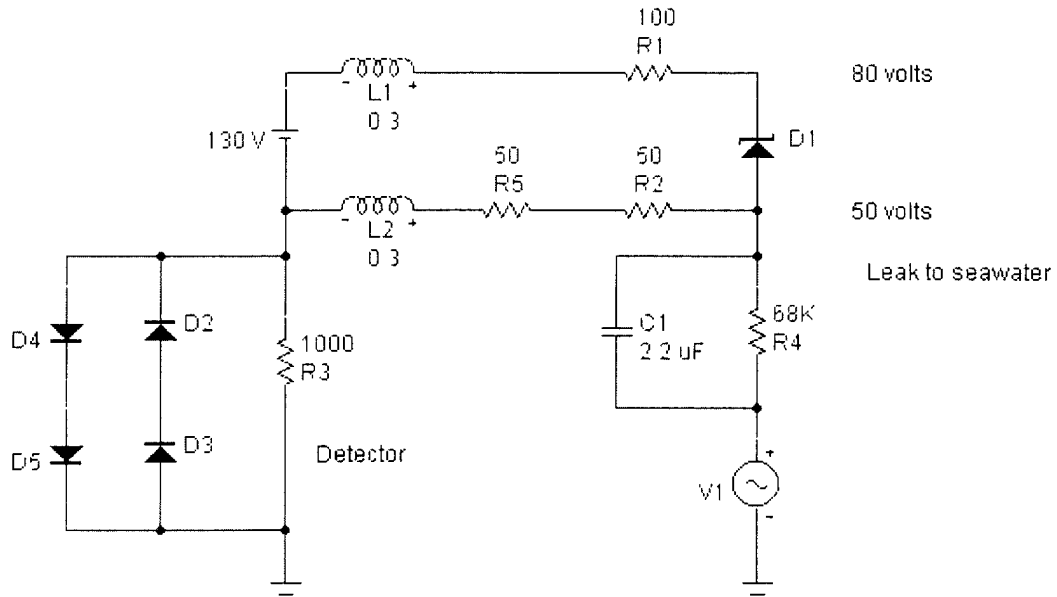 100
R1
80 volts
- L1 +
0.3
130 V
D1
50
R5
50
R2
- L2 +
0.3
50 volts
Leak to seawater
D4
D2
1000
R3
C1
2.2 uF
68K
R4
D5
D3
Detector
+
V1
-